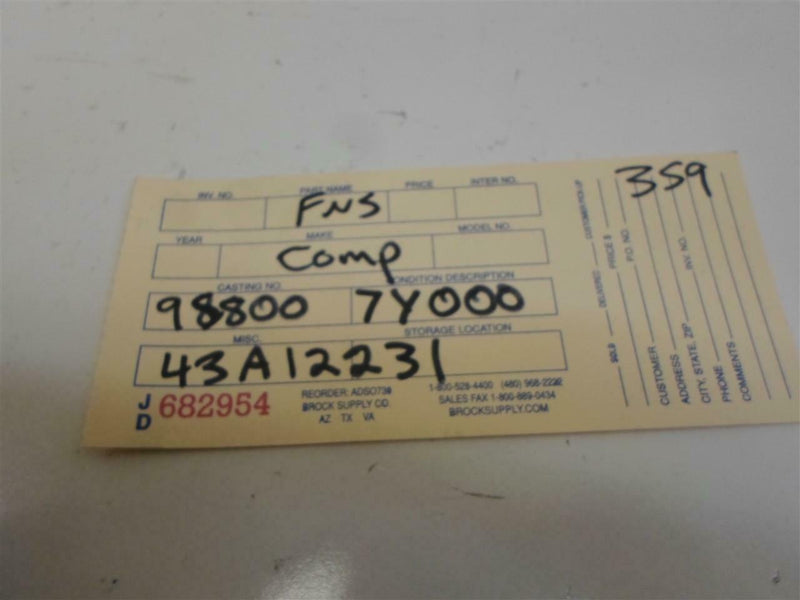 INV. NO. PART NAME PRICE INTER NO.
FNS
YEAR MAKE MODEL NO.
Comp
CASTING NO. CONDITION DESCRIPTION
98800 7Y000
MISC. STORAGE LOCATION
43A12231
JD 682954
REORDER: ADSO739
BROCK SUPPLY CO.
AZ TX VA
1-800-528-4400 (480) 968-2222
SALES FAX 1-800-889-0434
BROCKSUPPLY.COM
359
SOLD DELIVERED CUSTOMER PICK-UP
PRICE $
P.O. NO.
CUSTOMER
ADDRESS INV. NO.
CITY, STATE, ZIP
PHONE
COMMENTS